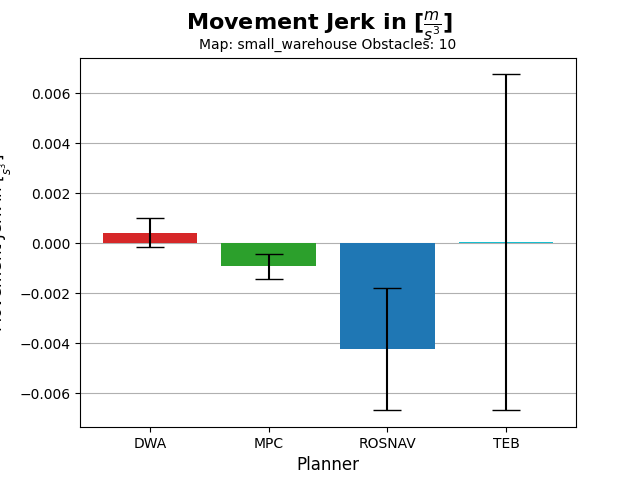 Movement Jerk in [m/s³]
Map: small_warehouse Obstacles: 10
0.006
0.004
0.002
0.000
−0.002
−0.004
−0.006
DWA MPC ROSNAV TEB
Planner